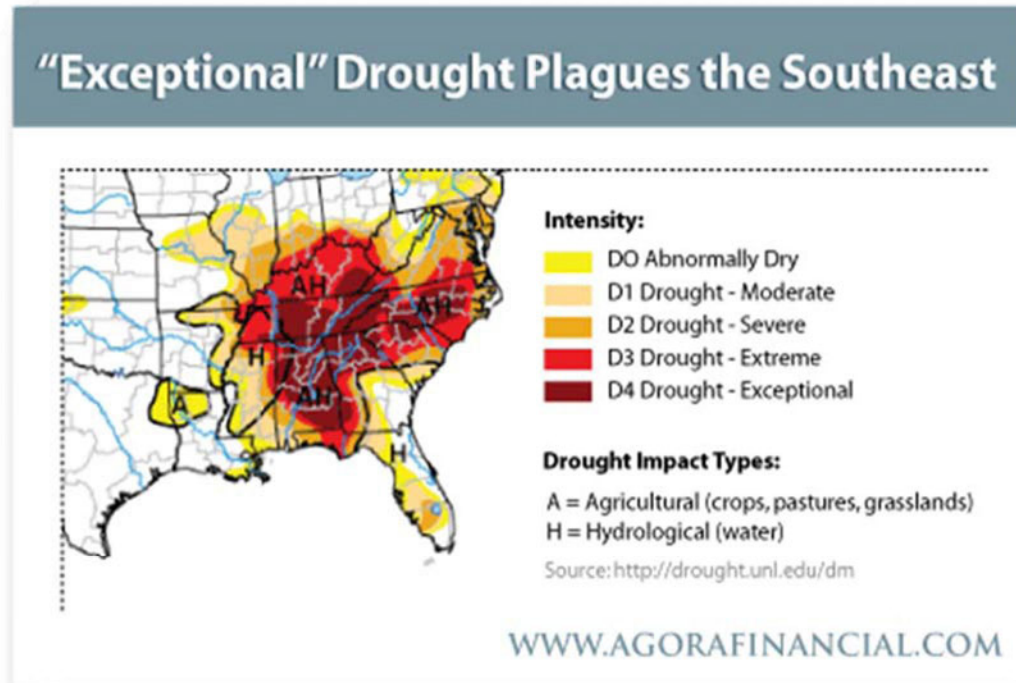 “Exceptional” Drought Plagues the Southeast
Intensity:
DO Abnormally Dry
D1 Drought - Moderate
D2 Drought - Severe
D3 Drought - Extreme
D4 Drought - Exceptional
AH
AH
H
A
AH
H
Drought Impact Types:
A = Agricultural (crops, pastures, grasslands)
H = Hydrological (water)
Source: http://drought.unl.edu/dm
WWW.AGORAFINANCIAL.COM